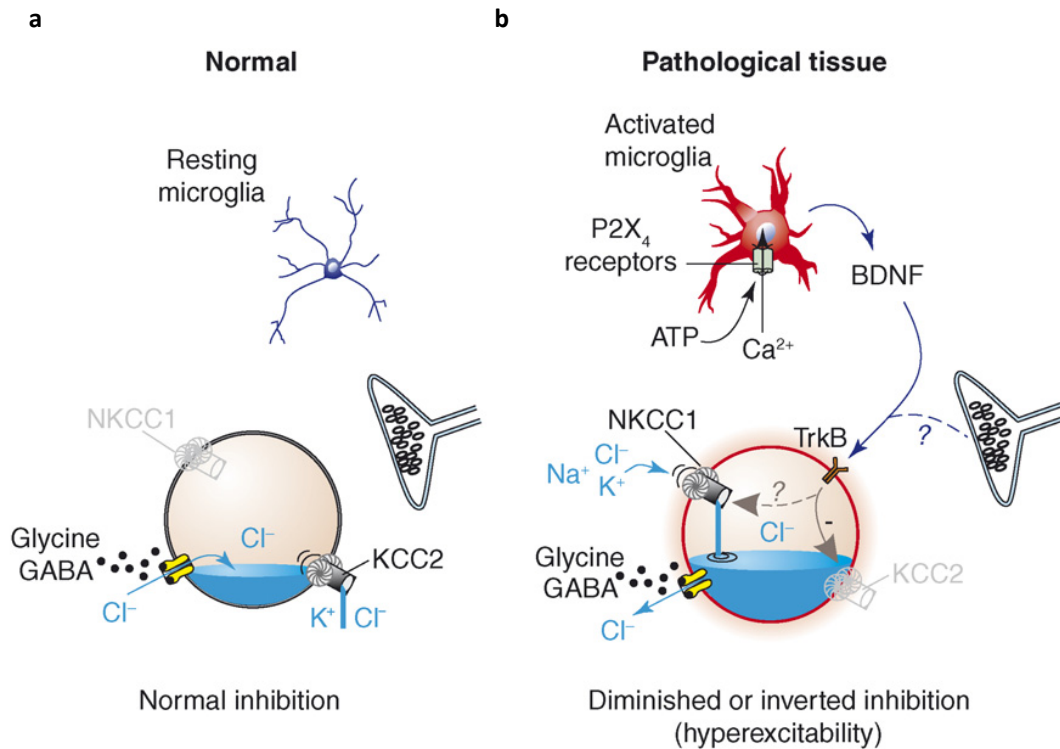 a
Normal
Resting
microglia
NKCC1
Glycine
GABA
Cl⁻
Cl⁻
KCC2
K⁺
Cl⁻
Normal inhibition
b
Pathological tissue
Activated
microglia
P2X₄
receptors
ATP
Ca²⁺
BDNF
NKCC1
TrkB
?
Na⁺
Cl⁻
K⁺
?
Cl⁻
-
Glycine
GABA
Cl⁻
KCC2
Diminished or inverted inhibition
(hyperexcitability)